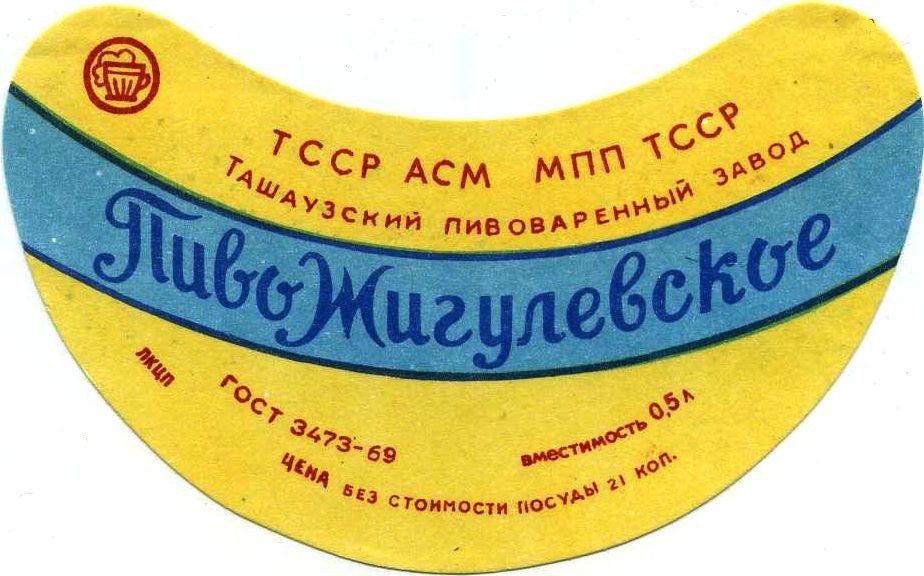 ТССР АСМ МПП ТССР
ТАШАУЗСКИЙ ПИВОВАРЕННЫЙ ЗАВОД
Пиво Жигулевское
ЛКЦП
ГОСТ 3473-69
вместимость 0,5 л
ЦЕНА БЕЗ СТОИМОСТИ ПОСУДЫ 21 КОП.